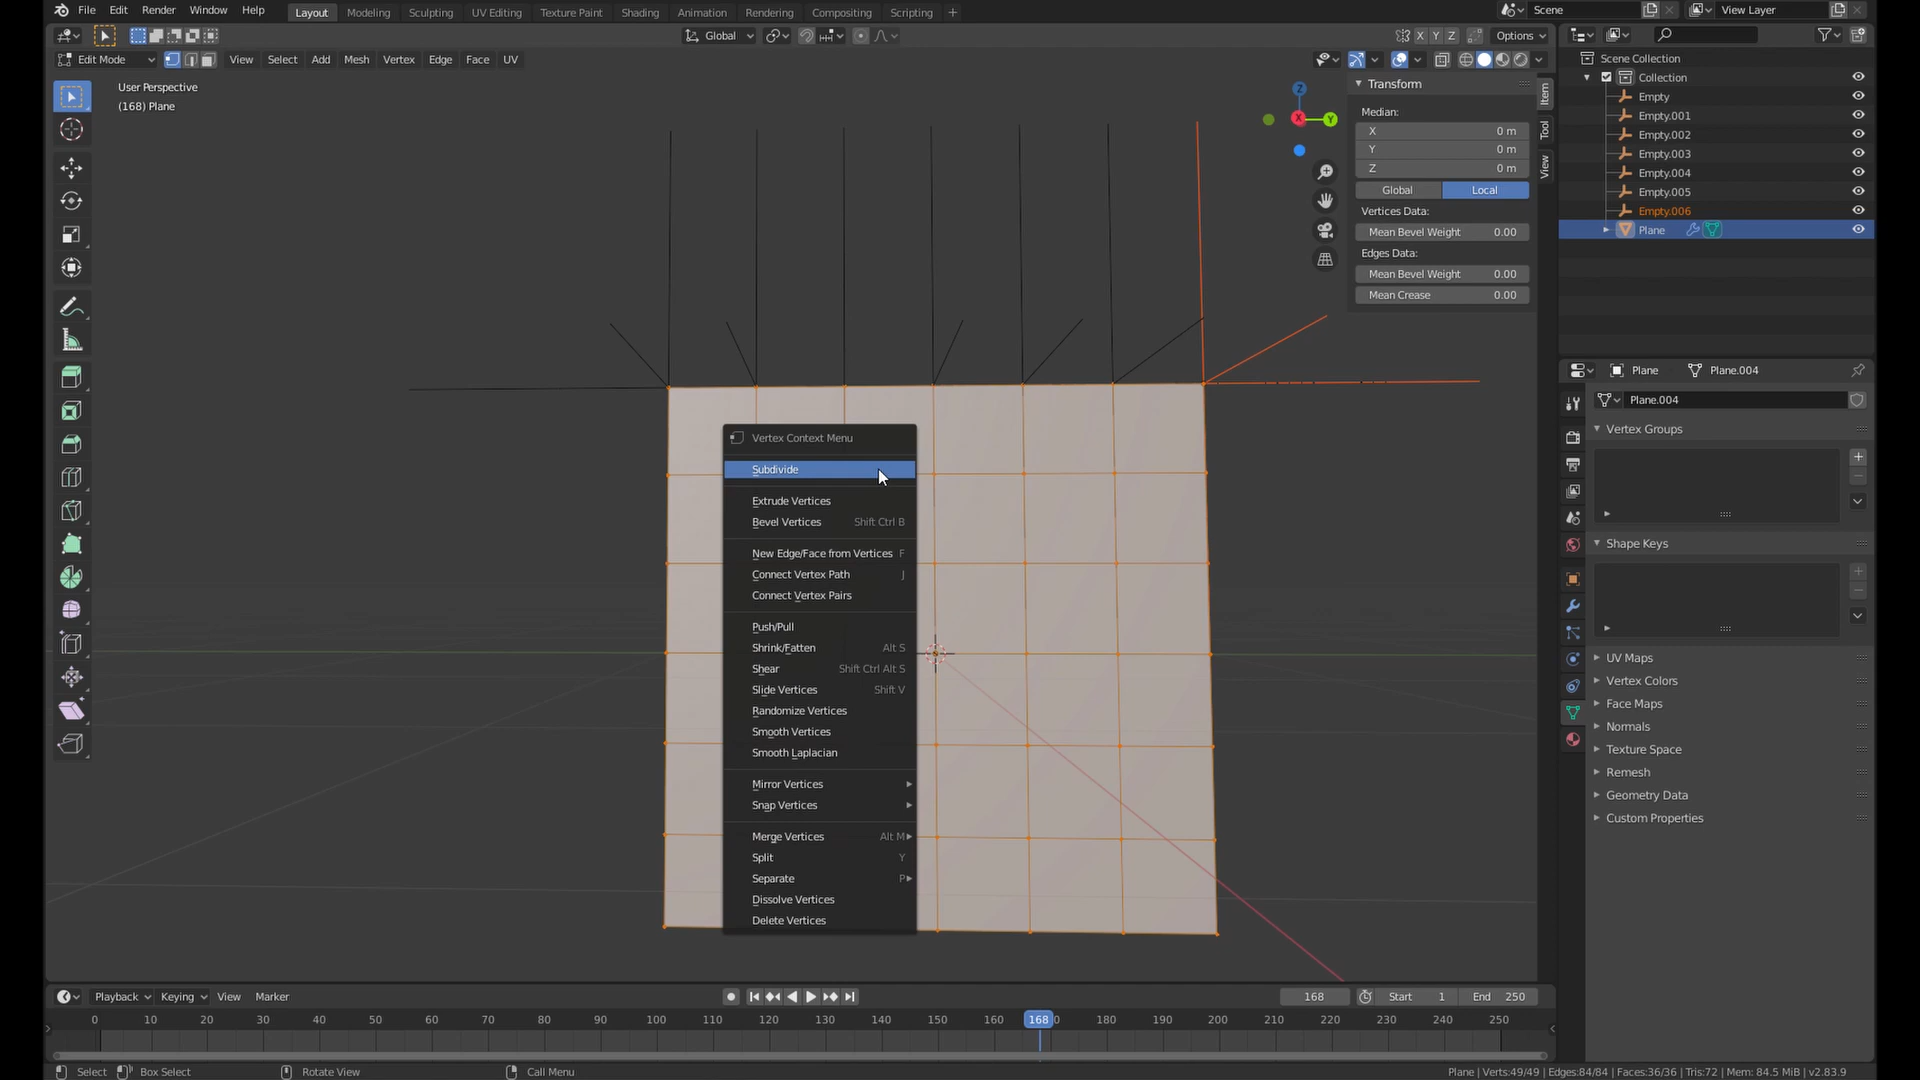 File Edit Render Window Help Layout Modeling Sculpting UV Editing Texture Paint Shading Animation Rendering Compositing Scripting Scene View Layer
Global Options
X Y Z
Edit Mode View Select Add Mesh Vertex Edge Face UV
User Perspective
(168) Plane
Z
X
Y
Transform
Median:
X 0 m
Y 0 m
Z 0 m
Global Local
Vertices Data:
Mean Bevel Weight 0.00
Edges Data:
Mean Bevel Weight 0.00
Mean Crease 0.00
Item
Tool
View
Scene Collection
Collection
Empty
Empty.001
Empty.002
Empty.003
Empty.004
Empty.005
Empty.006
Plane
Vertex Context Menu
Subdivide
Extrude Vertices
Bevel Vertices Shift Ctrl B
New Edge/Face from Vertices F
Connect Vertex Path J
Connect Vertex Pairs
Push/Pull
Shrink/Fatten Alt S
Shear Shift Ctrl Alt S
Slide Vertices Shift V
Randomize Vertices
Smooth Vertices
Smooth Laplacian
Mirror Vertices
Snap Vertices
Merge Vertices Alt M
Split Y
Separate P
Dissolve Vertices
Delete Vertices
Plane Plane.004
Plane.004
Vertex Groups
Shape Keys
UV Maps
Vertex Colors
Face Maps
Normals
Texture Space
Remesh
Geometry Data
Custom Properties
Playback Keying View Marker 168 Start 1 End 250
0 10 20 30 40 50 60 70 80 90 100 110 120 130 140 150 160 168 0 180 190 200 210 220 230 240 250
Select Box Select Rotate View Call Menu Plane | Verts:49/49 | Edges:84/84 | Faces:36/36 | Tris:72 | Mem: 84.5 MiB | v2.83.9